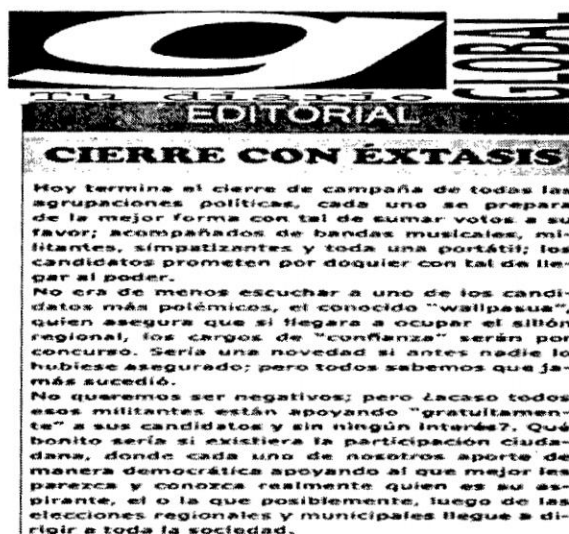 g
GLOBAL
Tu diario
EDITORIAL
CIERRE CON ÉXTASIS
Hoy termina el cierre de campaña de todas las
agrupaciones políticas, cada uno se prepara
de la mejor forma con tal de sumar votos a su
favor; acompañados de bandas musicales, mi-
litantes, simpatizantes y toda una portátil; los
candidatos prometen por doquier con tal de lle-
gar al poder.
No era de menos escuchar a uno de los candi-
datos más polémicos, el conocido "wallpasua",
quien asegura que si llegara a ocupar el sillón
regional, los cargos de "confianza" serán por
concurso. Sería una novedad si antes nadie lo
hubiese asegurado; pero todos sabemos que ja-
más sucedió.
No queremos ser negativos; pero ¿acaso todos
esos militantes están apoyando "gratuitamen-
te" a sus candidatos y sin ningún interés?. Qué
bonito sería si existiera la participación ciuda-
dana, donde cada uno de nosotros aporte de
manera democrática apoyando al que mejor les
parezca y conozca realmente quien es su as-
pirante, el o la que posiblemente, luego de las
elecciones regionales y municipales llegue a di-
rigir a toda la sociedad.